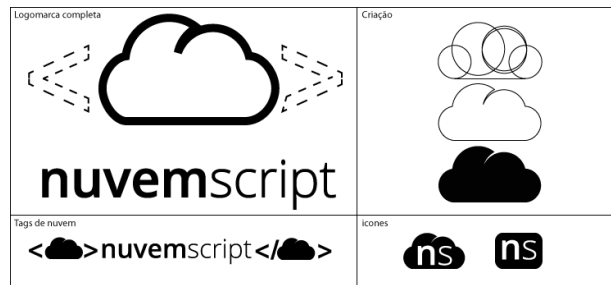 Logomarca completa
Criação
nuvemscript
Tags de nuvem
< >nuvemscript</ >
icones
ns
ns